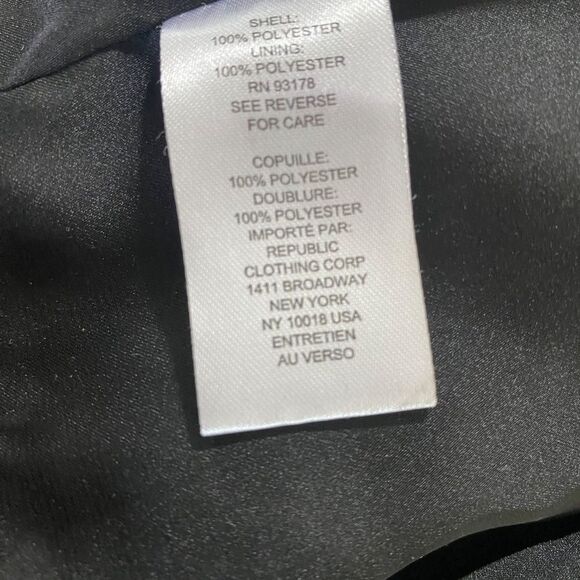 SHELL:
100% POLYESTER
LINING:
100% POLYESTER
RN 93178
SEE REVERSE
FOR CARE
COPUILLE:
100% POLYESTER
DOUBLURE:
100% POLYESTER
IMPORTÉ PAR:
REPUBLIC
CLOTHING CORP
1411 BROADWAY
NEW YORK
NY 10018 USA
ENTRETIEN
AU VERSO